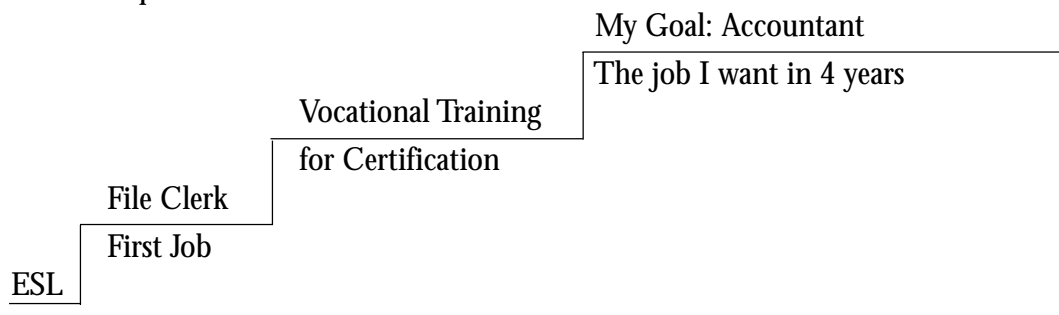 My Goal: Accountant
The job I want in 4 years
Vocational Training
for Certification
File Clerk
First Job
ESL